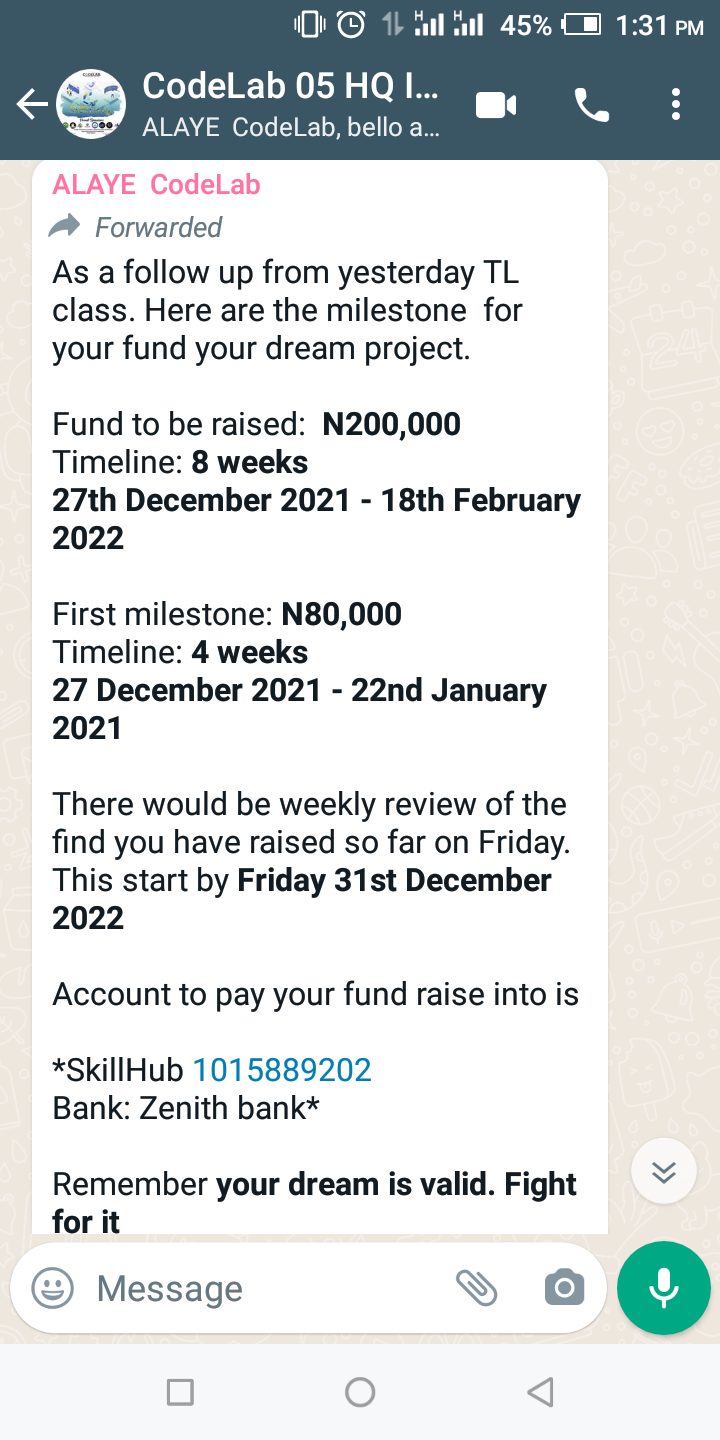 H H 45% 1:31 PM
CodeLab 05 HQ I...
ALAYE CodeLab, bello a...
ALAYE CodeLab
Forwarded
As a follow up from yesterday TL
class. Here are the milestone for
your fund your dream project.
Fund to be raised: N200,000
Timeline: 8 weeks
27th December 2021 - 18th February
2022
First milestone: N80,000
Timeline: 4 weeks
27 December 2021 - 22nd January
2021
There would be weekly review of the
find you have raised so far on Friday.
This start by Friday 31st December
2022
Account to pay your fund raise into is
*SkillHub 1015889202
Bank: Zenith bank*
Remember your dream is valid. Fight
for it
Message